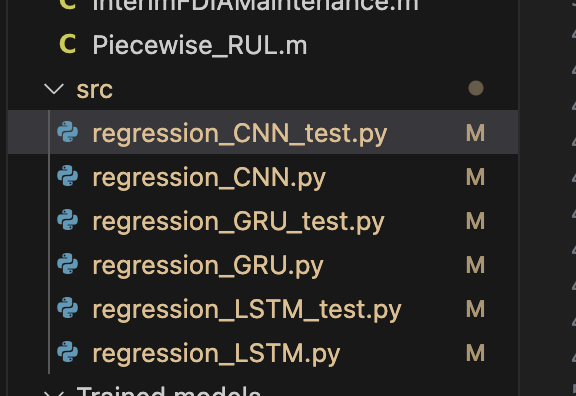 C InterimFDIAMaintenance.m
C Piecewise_RUL.m
src
regression_CNN_test.py M
regression_CNN.py M
regression_GRU_test.py M
regression_GRU.py M
regression_LSTM_test.py M
regression_LSTM.py M
Trained models